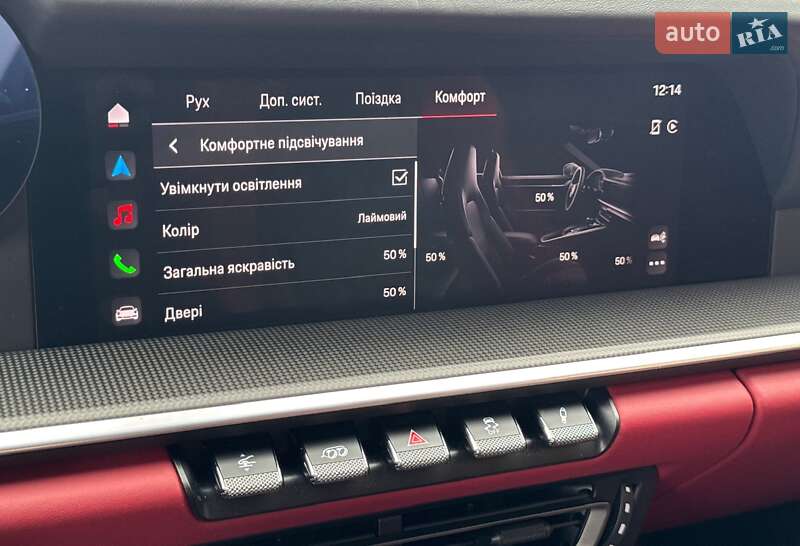 auto RIA.com
Рух Доп. сист. Поїздка Комфорт 12:14
Комфортне підсвічування
Увімкнути освітлення
Колір Лаймовий
Загальна яскравість 50 %
Двері 50 %
50 %
50 % 50 % 50 %